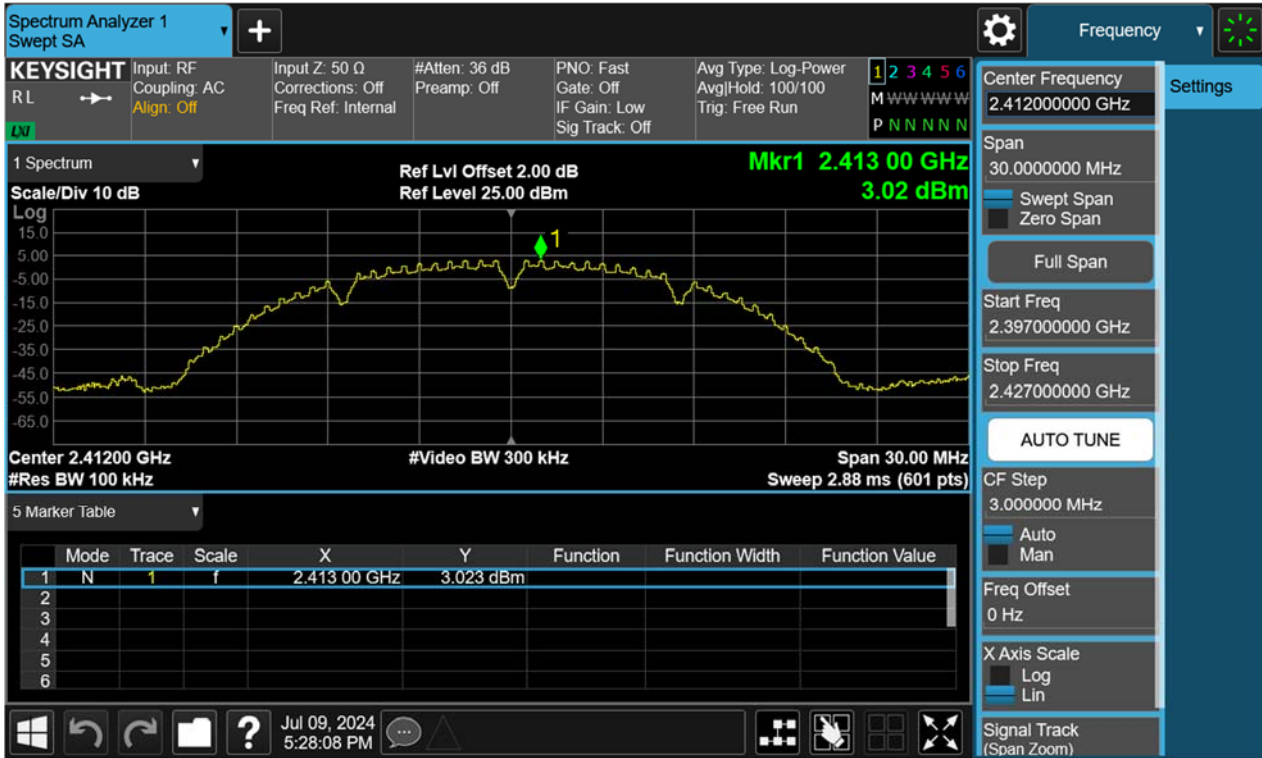 Spectrum Analyzer 1
Swept SA
+
Frequency
KEYSIGHT
RL
LXI
Input: RF
Coupling: AC
Align: Off
Input Z: 50 Ω
Corrections: Off
Freq Ref: Internal
#Atten: 36 dB
Preamp: Off
PNO: Fast
Gate: Off
IF Gain: Low
Sig Track: Off
Avg Type: Log-Power
Avg|Hold: 100/100
Trig: Free Run
1 2 3 4 5 6
M W W W W W
P N N N N N
1 Spectrum
Scale/Div 10 dB
Ref Lvl Offset 2.00 dB
Ref Level 25.00 dBm
Mkr1 2.413 00 GHz
3.02 dBm
Log
15.0
5.00
-5.00
-15.0
-25.0
-35.0
-45.0
-55.0
-65.0
1
Center 2.41200 GHz
#Video BW 300 kHz
Span 30.00 MHz
#Res BW 100 kHz
Sweep 2.88 ms (601 pts)
5 Marker Table
Mode Trace Scale X Y Function Function Width Function Value
1 N 1 f 2.413 00 GHz 3.023 dBm
2
3
4
5
6
?
Jul 09, 2024
5:28:08 PM
Center Frequency
2.412000000 GHz
Settings
Span
30.0000000 MHz
Swept Span
Zero Span
Full Span
Start Freq
2.397000000 GHz
Stop Freq
2.427000000 GHz
AUTO TUNE
CF Step
3.000000 MHz
Auto
Man
Freq Offset
0 Hz
X Axis Scale
Log
Lin
Signal Track
(Span Zoom)